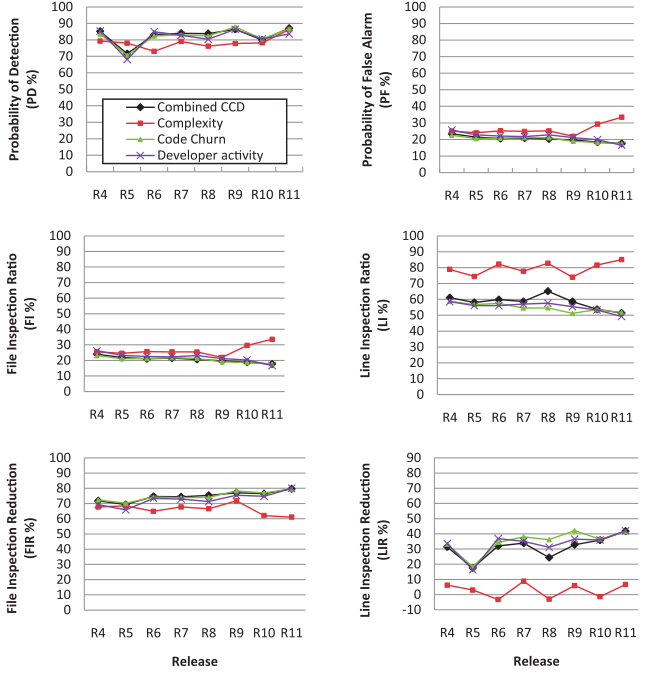 Probability of Detection
(PD %)
100
90
80
70
60
50
40
30
20
10
0
Combined CCD
Complexity
Code Churn
Developer activity
R4 R5 R6 R7 R8 R9 R10 R11
Probability of False Alarm
(PF %)
100
90
80
70
60
50
40
30
20
10
0
R4 R5 R6 R7 R8 R9 R10 R11
File Inspection Ratio
(FI %)
100
90
80
70
60
50
40
30
20
10
0
R4 R5 R6 R7 R8 R9 R10 R11
Line Inspection Ratio
(LI %)
100
90
80
70
60
50
40
30
20
10
0
R4 R5 R6 R7 R8 R9 R10 R11
File Inspection Reduction
(FIR %)
90
80
70
60
50
40
30
20
10
0
R4 R5 R6 R7 R8 R9 R10 R11
Release
Line Inspection Reduction
(LIR %)
90
80
70
60
50
40
30
20
10
0
-10
R4 R5 R6 R7 R8 R9 R10 R11
Release